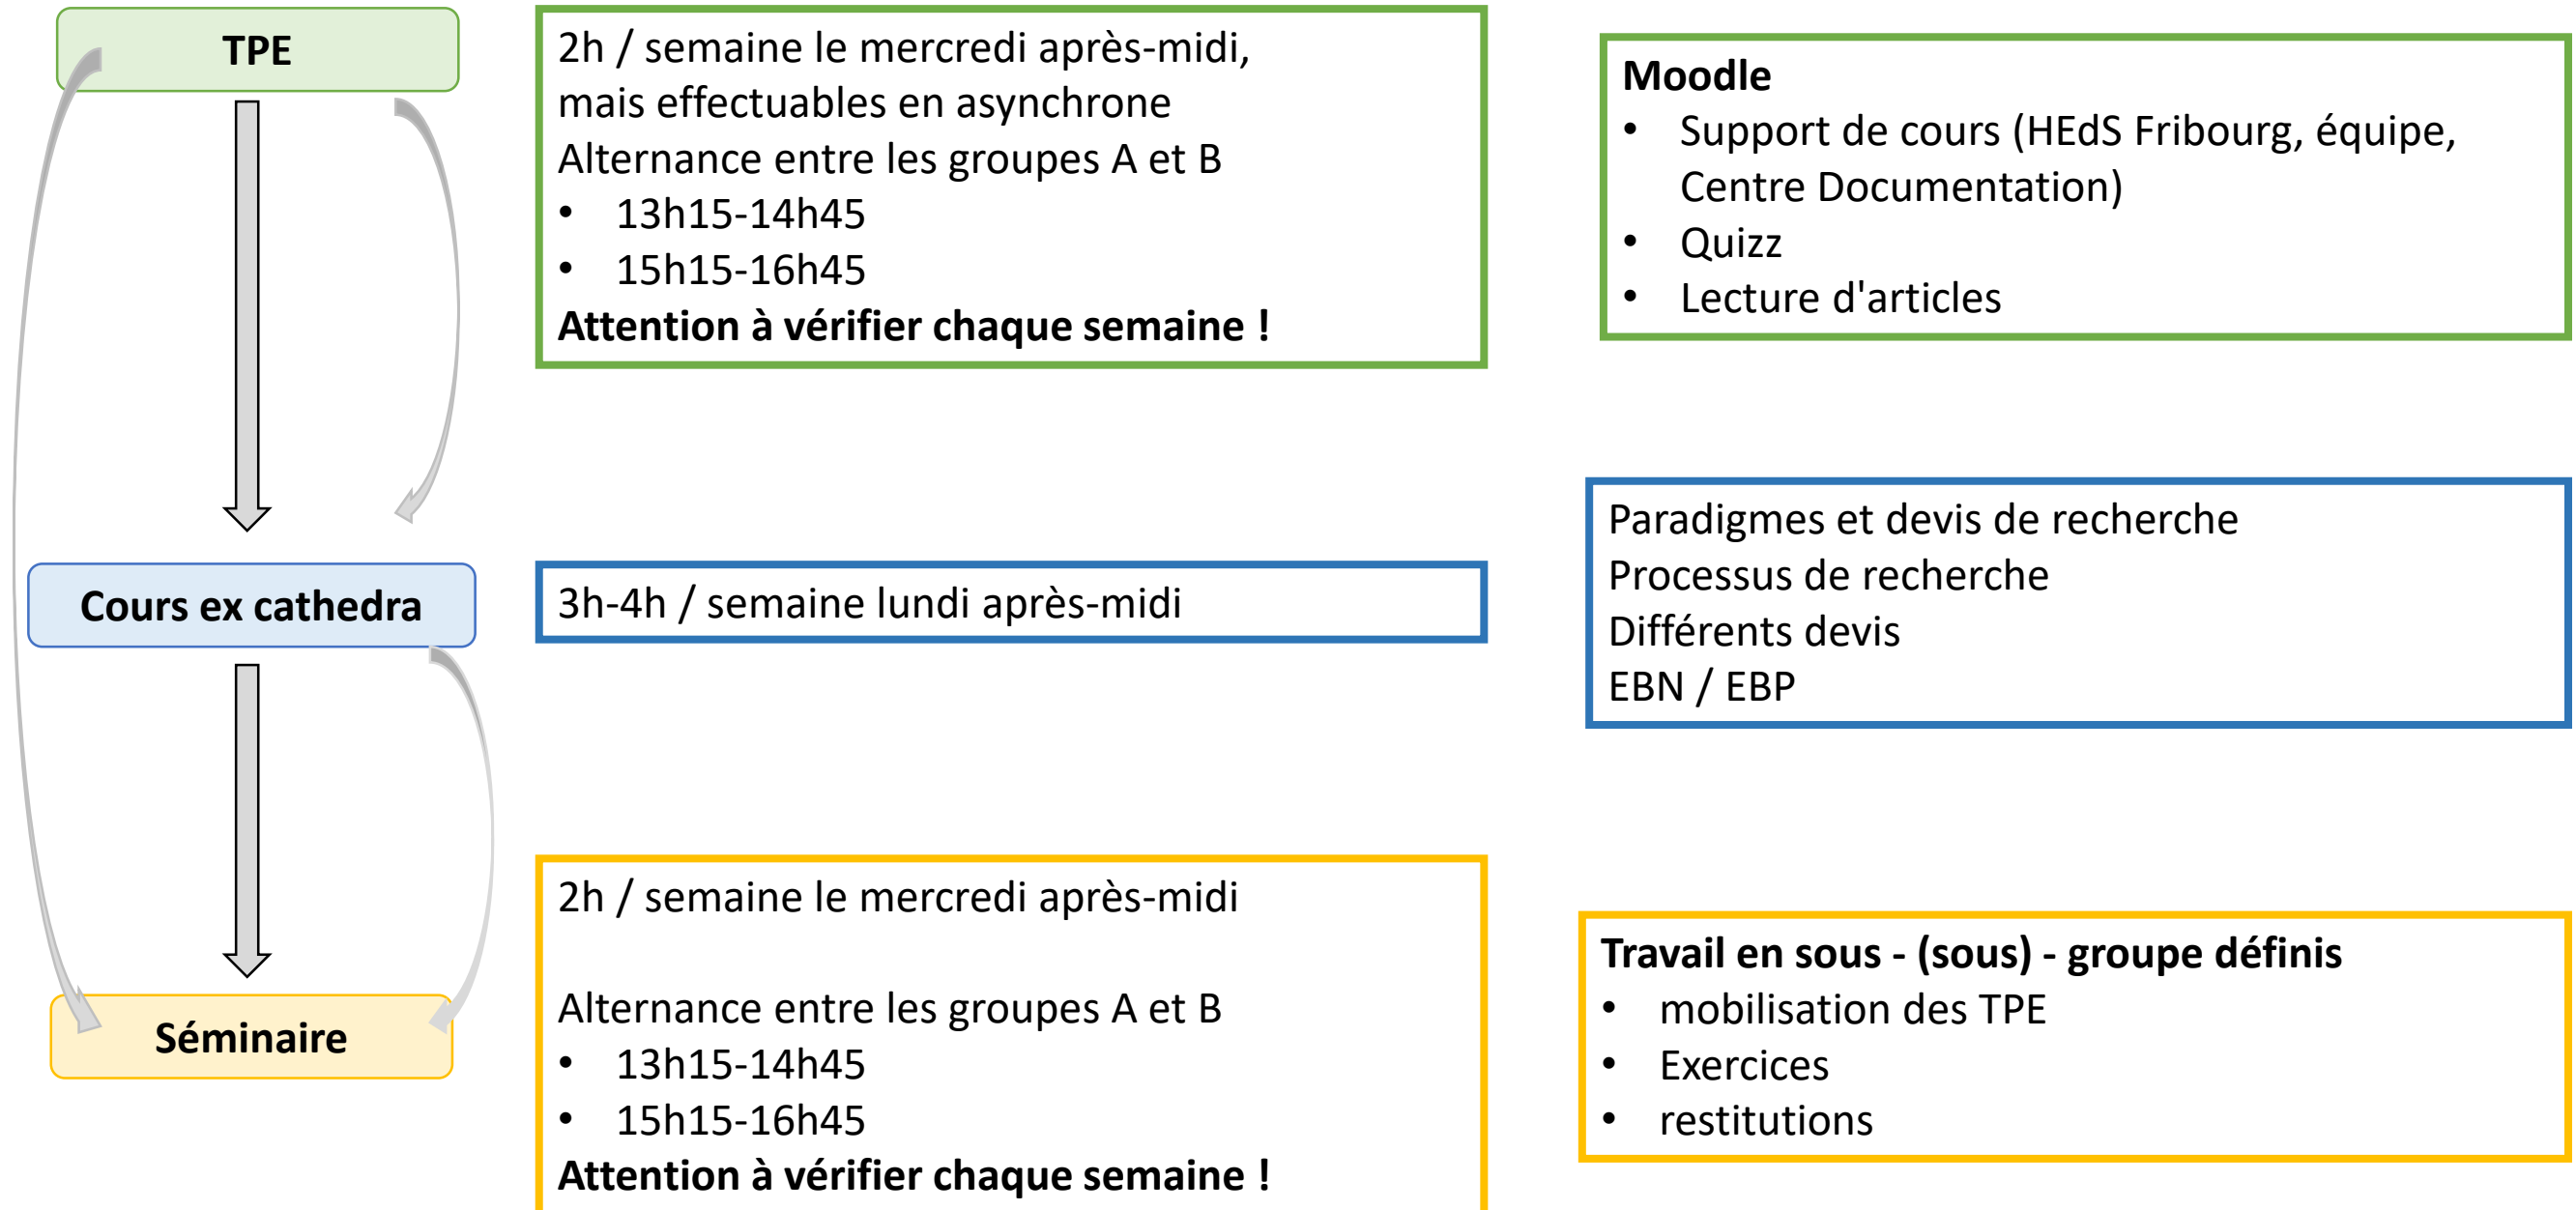 TPE
2h / semaine le mercredi après-midi,
mais effectuables en asynchrone
Alternance entre les groupes A et B
• 13h15-14h45
• 15h15-16h45
Attention à vérifier chaque semaine !
Moodle
• Support de cours (HEdS Fribourg, équipe,
Centre Documentation)
• Quizz
• Lecture d'articles
Cours ex cathedra
3h-4h / semaine lundi après-midi
Paradigmes et devis de recherche
Processus de recherche
Différents devis
EBN / EBP
Séminaire
2h / semaine le mercredi après-midi
Alternance entre les groupes A et B
• 13h15-14h45
• 15h15-16h45
Attention à vérifier chaque semaine !
Travail en sous - (sous) - groupe définis
• mobilisation des TPE
• Exercices
• restitutions